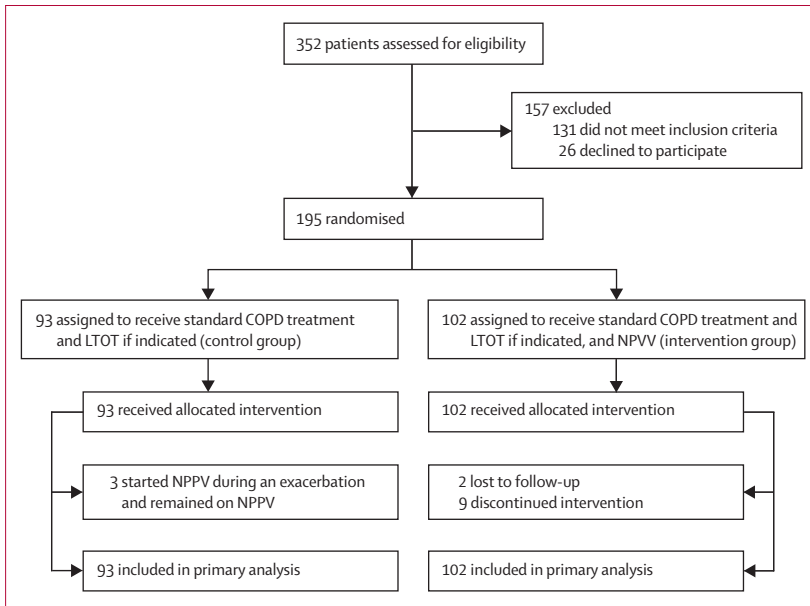 352 patients assessed for eligibility
157 excluded
131 did not meet inclusion criteria
26 declined to participate
195 randomised
93 assigned to receive standard COPD treatment
and LTOT if indicated (control group)
102 assigned to receive standard COPD treatment and
LTOT if indicated, and NPVV (intervention group)
93 received allocated intervention
102 received allocated intervention
3 started NPPV during an exacerbation
and remained on NPPV
2 lost to follow-up
9 discontinued intervention
93 included in primary analysis
102 included in primary analysis